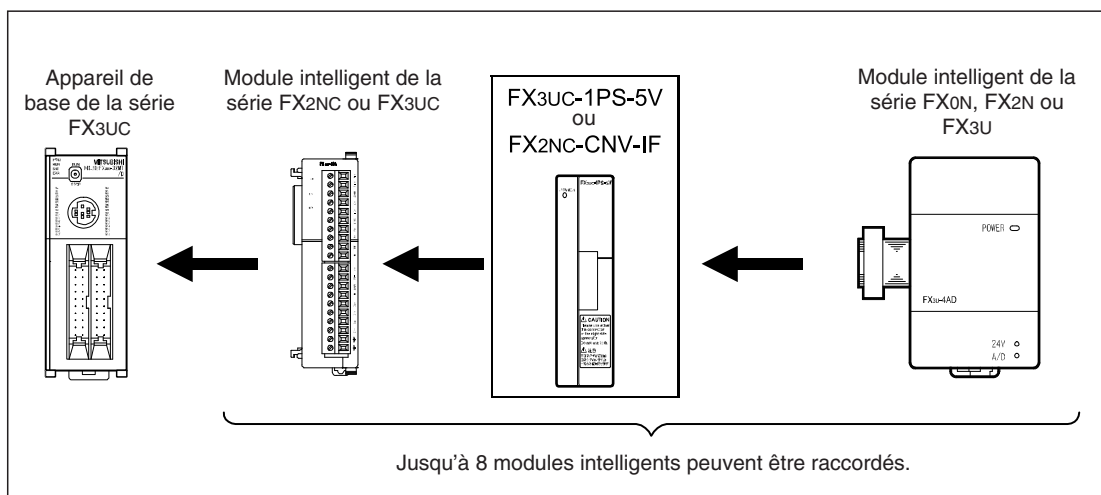 Appareil de
base de la série
FX3UC
Module intelligent de la
série FX2NC ou FX3UC
FX3UC-1PS-5V
ou
FX2NC-CNV-IF
Module intelligent de la
série FX0N, FX2N ou
FX3U
MITSUBISHI
POWER
FX3U-4AD
24V
A/D
CAUTION
Jusqu'à 8 modules intelligents peuvent être raccordés.